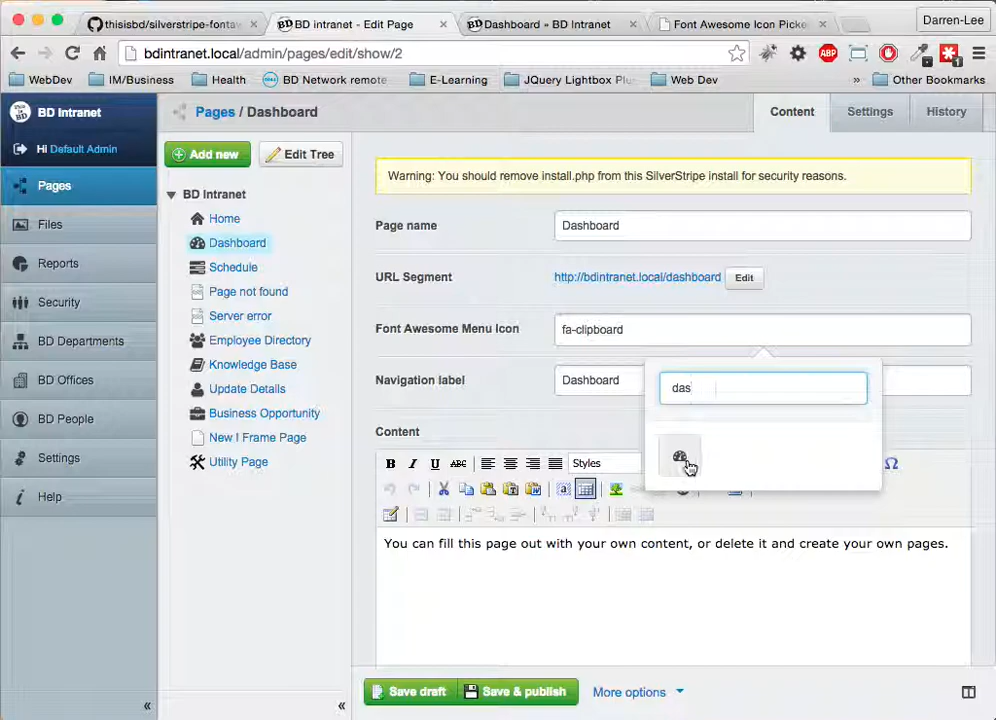 thisisbd/silverstripe-fonta
BD intranet - Edit Page
Dashboard » BD Intranet
Font Awesome Icon Picke
Darren-Lee
bdintranet.local/admin/pages/edit/show/2
ABP
WebDev
IM/Business
Health
BD Network remote
E-Learning
JQuery Lightbox Plu
Web Dev
»
Other Bookmarks
BD Intranet
Hi Default Admin
Pages
Files
Reports
Security
BD Departments
BD Offices
BD People
Settings
Help
«
Pages / Dashboard
Content
Settings
History
Add new
Edit Tree
BD Intranet
Home
Dashboard
Schedule
Page not found
Server error
Employee Directory
Knowledge Base
Update Details
Business Opportunity
New I Frame Page
Utility Page
«
Warning: You should remove install.php from this SilverStripe install for security reasons.
Page name
Dashboard
URL Segment
http://bdintranet.local/dashboard
Edit
Font Awesome Menu Icon
fa-clipboard
Navigation label
Dashboard
das
Content
B I U ABC
Styles
Ω
You can fill this page out with your own content, or delete it and create your own pages.
Save draft
Save & publish
More options